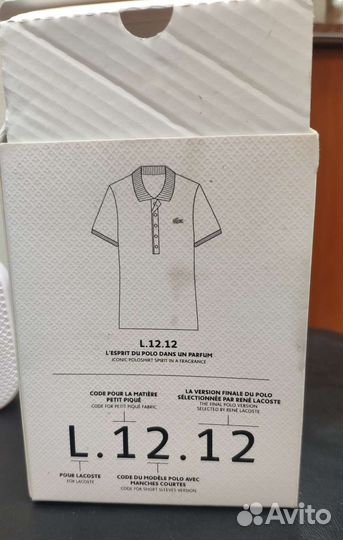 L.12.12
L'ESPRIT DU POLO DANS UN PARFUM
ICONIC POLOSHIRT SPIRIT IN A FRAGRANCE
CODE POUR LA MATIÈRE
PETIT PIQUÉ
CODE FOR PETIT PIQUÉ FABRIC
LA VERSION FINALE DU POLO
SÉLECTIONNÉE PAR RENÉ LACOSTE
THE FINAL POLO VERSION
SELECTED BY RENÉ LACOSTE
L.12.12
POUR LACOSTE
FOR LACOSTE
CODE DU MODÈLE POLO AVEC
MANCHES COURTES
CODE FOR SHORT SLEEVES VERSION
Avito